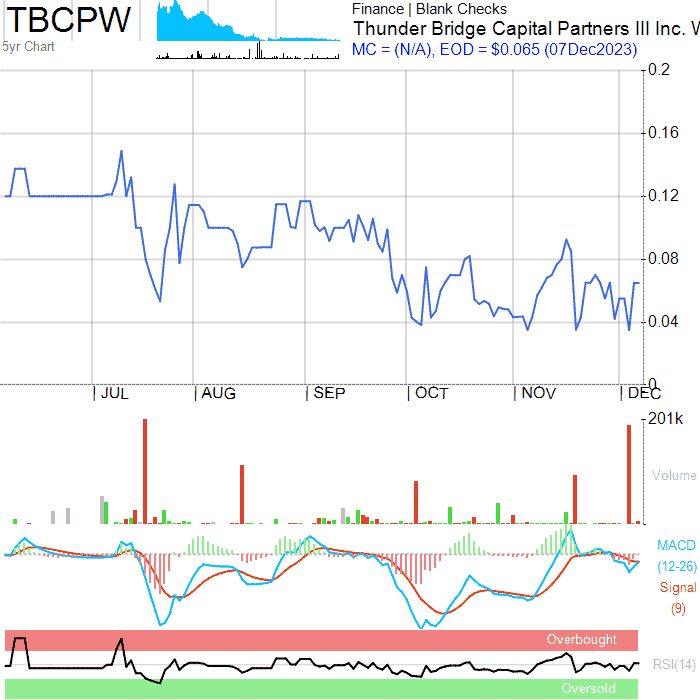 TBCPW
5yr Chart
Finance | Blank Checks
Thunder Bridge Capital Partners III Inc. W
MC = (N/A), EOD = $0.065 (07Dec2023)
0.2
0.16
0.12
0.08
0.04
0
| JUL | AUG | SEP | OCT | NOV | DEC
201k
Volume
MACD
(12-26)
Signal
(9)
Overbought
RSI(14)
Oversold